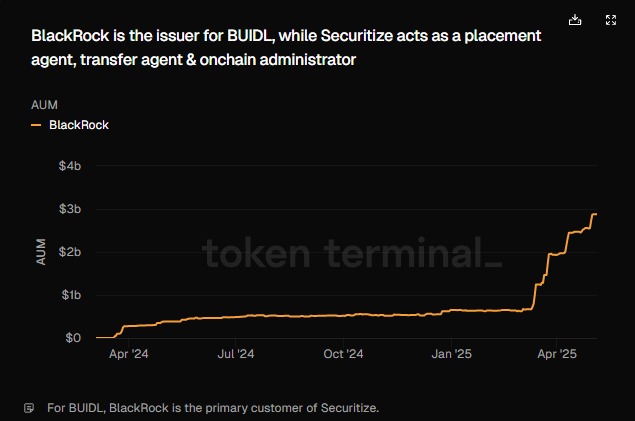 BlackRock is the issuer for BUIDL, while Securitize acts as a placement
agent, transfer agent & onchain administrator
AUM
BlackRock
$4b
$3b
$2b
$1b
$0
AUM
token terminal_
Apr '24
Jul '24
Oct '24
Jan '25
Apr '25
For BUIDL, BlackRock is the primary customer of Securitize.